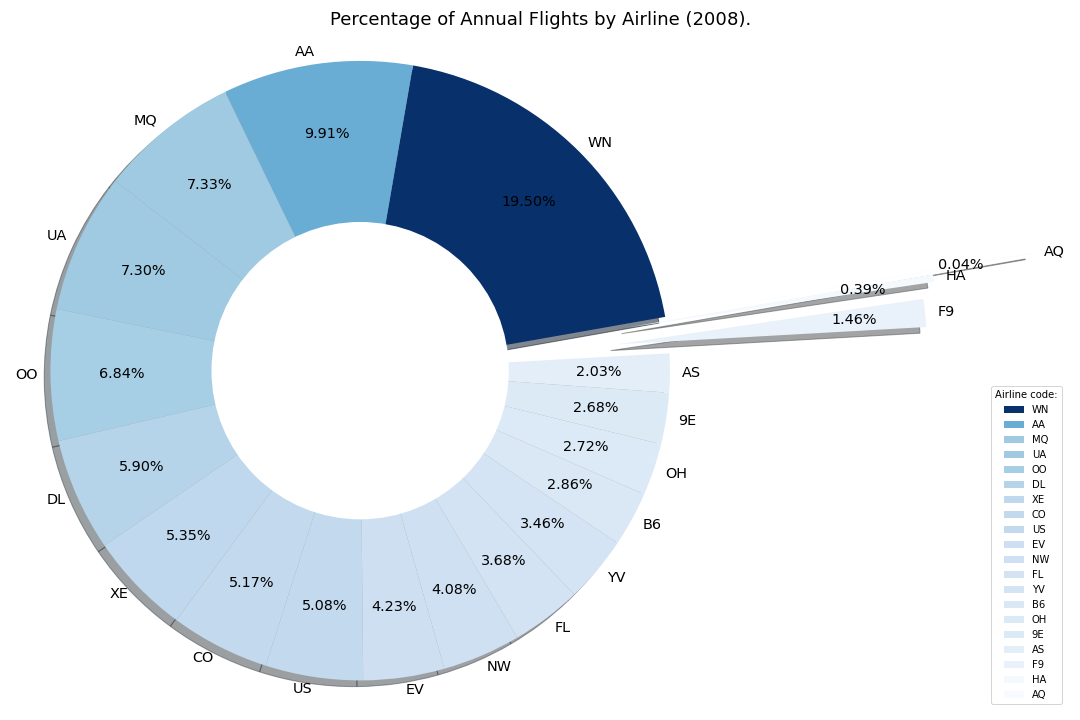 Percentage of Annual Flights by Airline (2008).
AA
9.91%
WN
19.50%
MQ
7.33%
UA
7.30%
OO
6.84%
DL
5.90%
XE
5.35%
CO
5.17%
US
5.08%
EV
4.23%
NW
4.08%
FL
3.68%
YV
3.46%
B6
2.86%
OH
2.72%
9E
2.68%
AS
2.03%
F9
1.46%
HA
0.39%
AQ
0.04%
Airline code:
WN
AA
MQ
UA
OO
DL
XE
CO
US
EV
NW
FL
YV
B6
OH
9E
AS
F9
HA
AQ